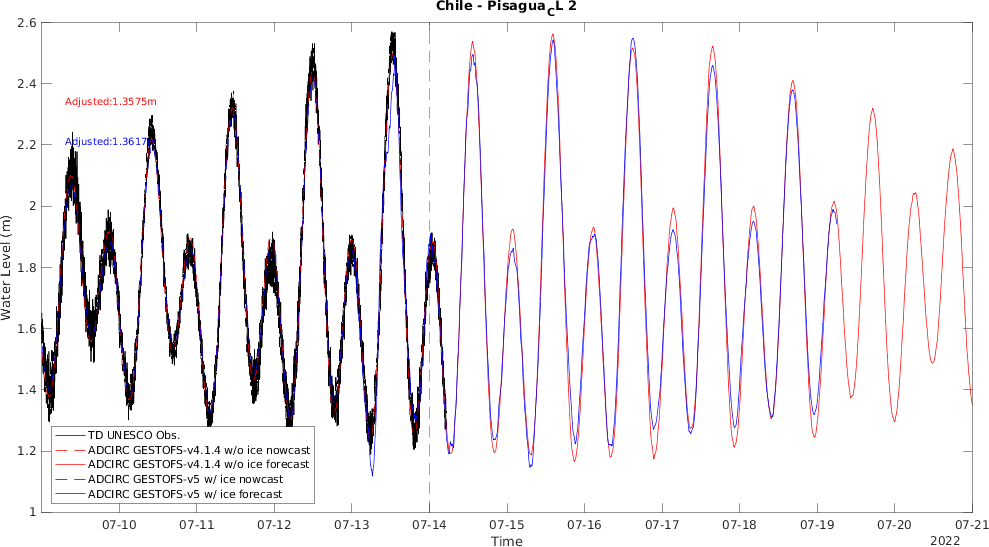 Chile - PisaguaCL 2
Water Level (m)
2.6
2.4
2.2
2
1.8
1.6
1.4
1.2
1
Adjusted:1.3575m
Adjusted:1.3617
TD UNESCO Obs.
ADCIRC GESTOFS-v4.1.4 w/o ice nowcast
ADCIRC GESTOFS-v4.1.4 w/o ice forecast
ADCIRC GESTOFS-v5 w/ ice nowcast
ADCIRC GESTOFS-v5 w/ ice forecast
07-10 07-11 07-12 07-13 07-14 07-15 07-16 07-17 07-18 07-19 07-20 07-21
Time
2022